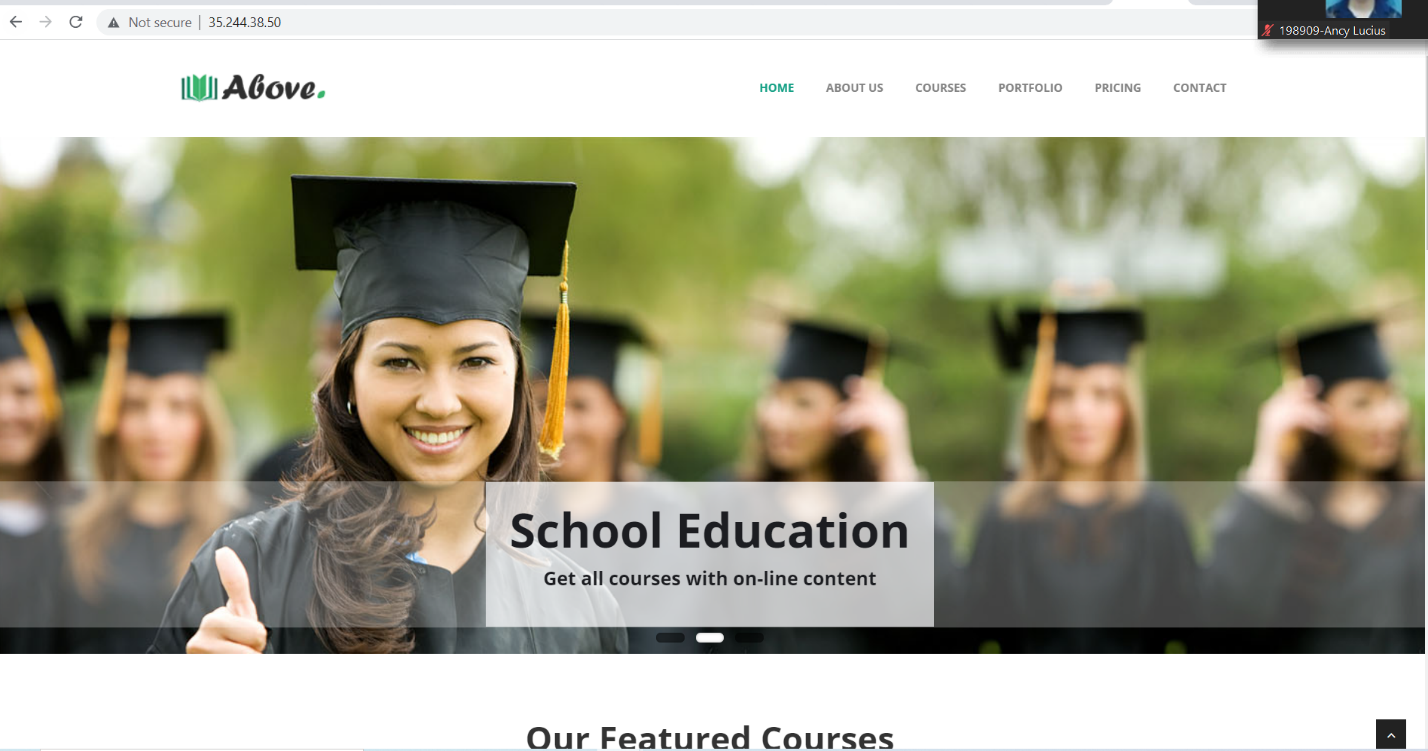 Not secure | 35.244.38.50
198909-Ancy Lucius
Above.
HOME ABOUT US COURSES PORTFOLIO PRICING CONTACT
School Education
Get all courses with on-line content
Our Featured Courses